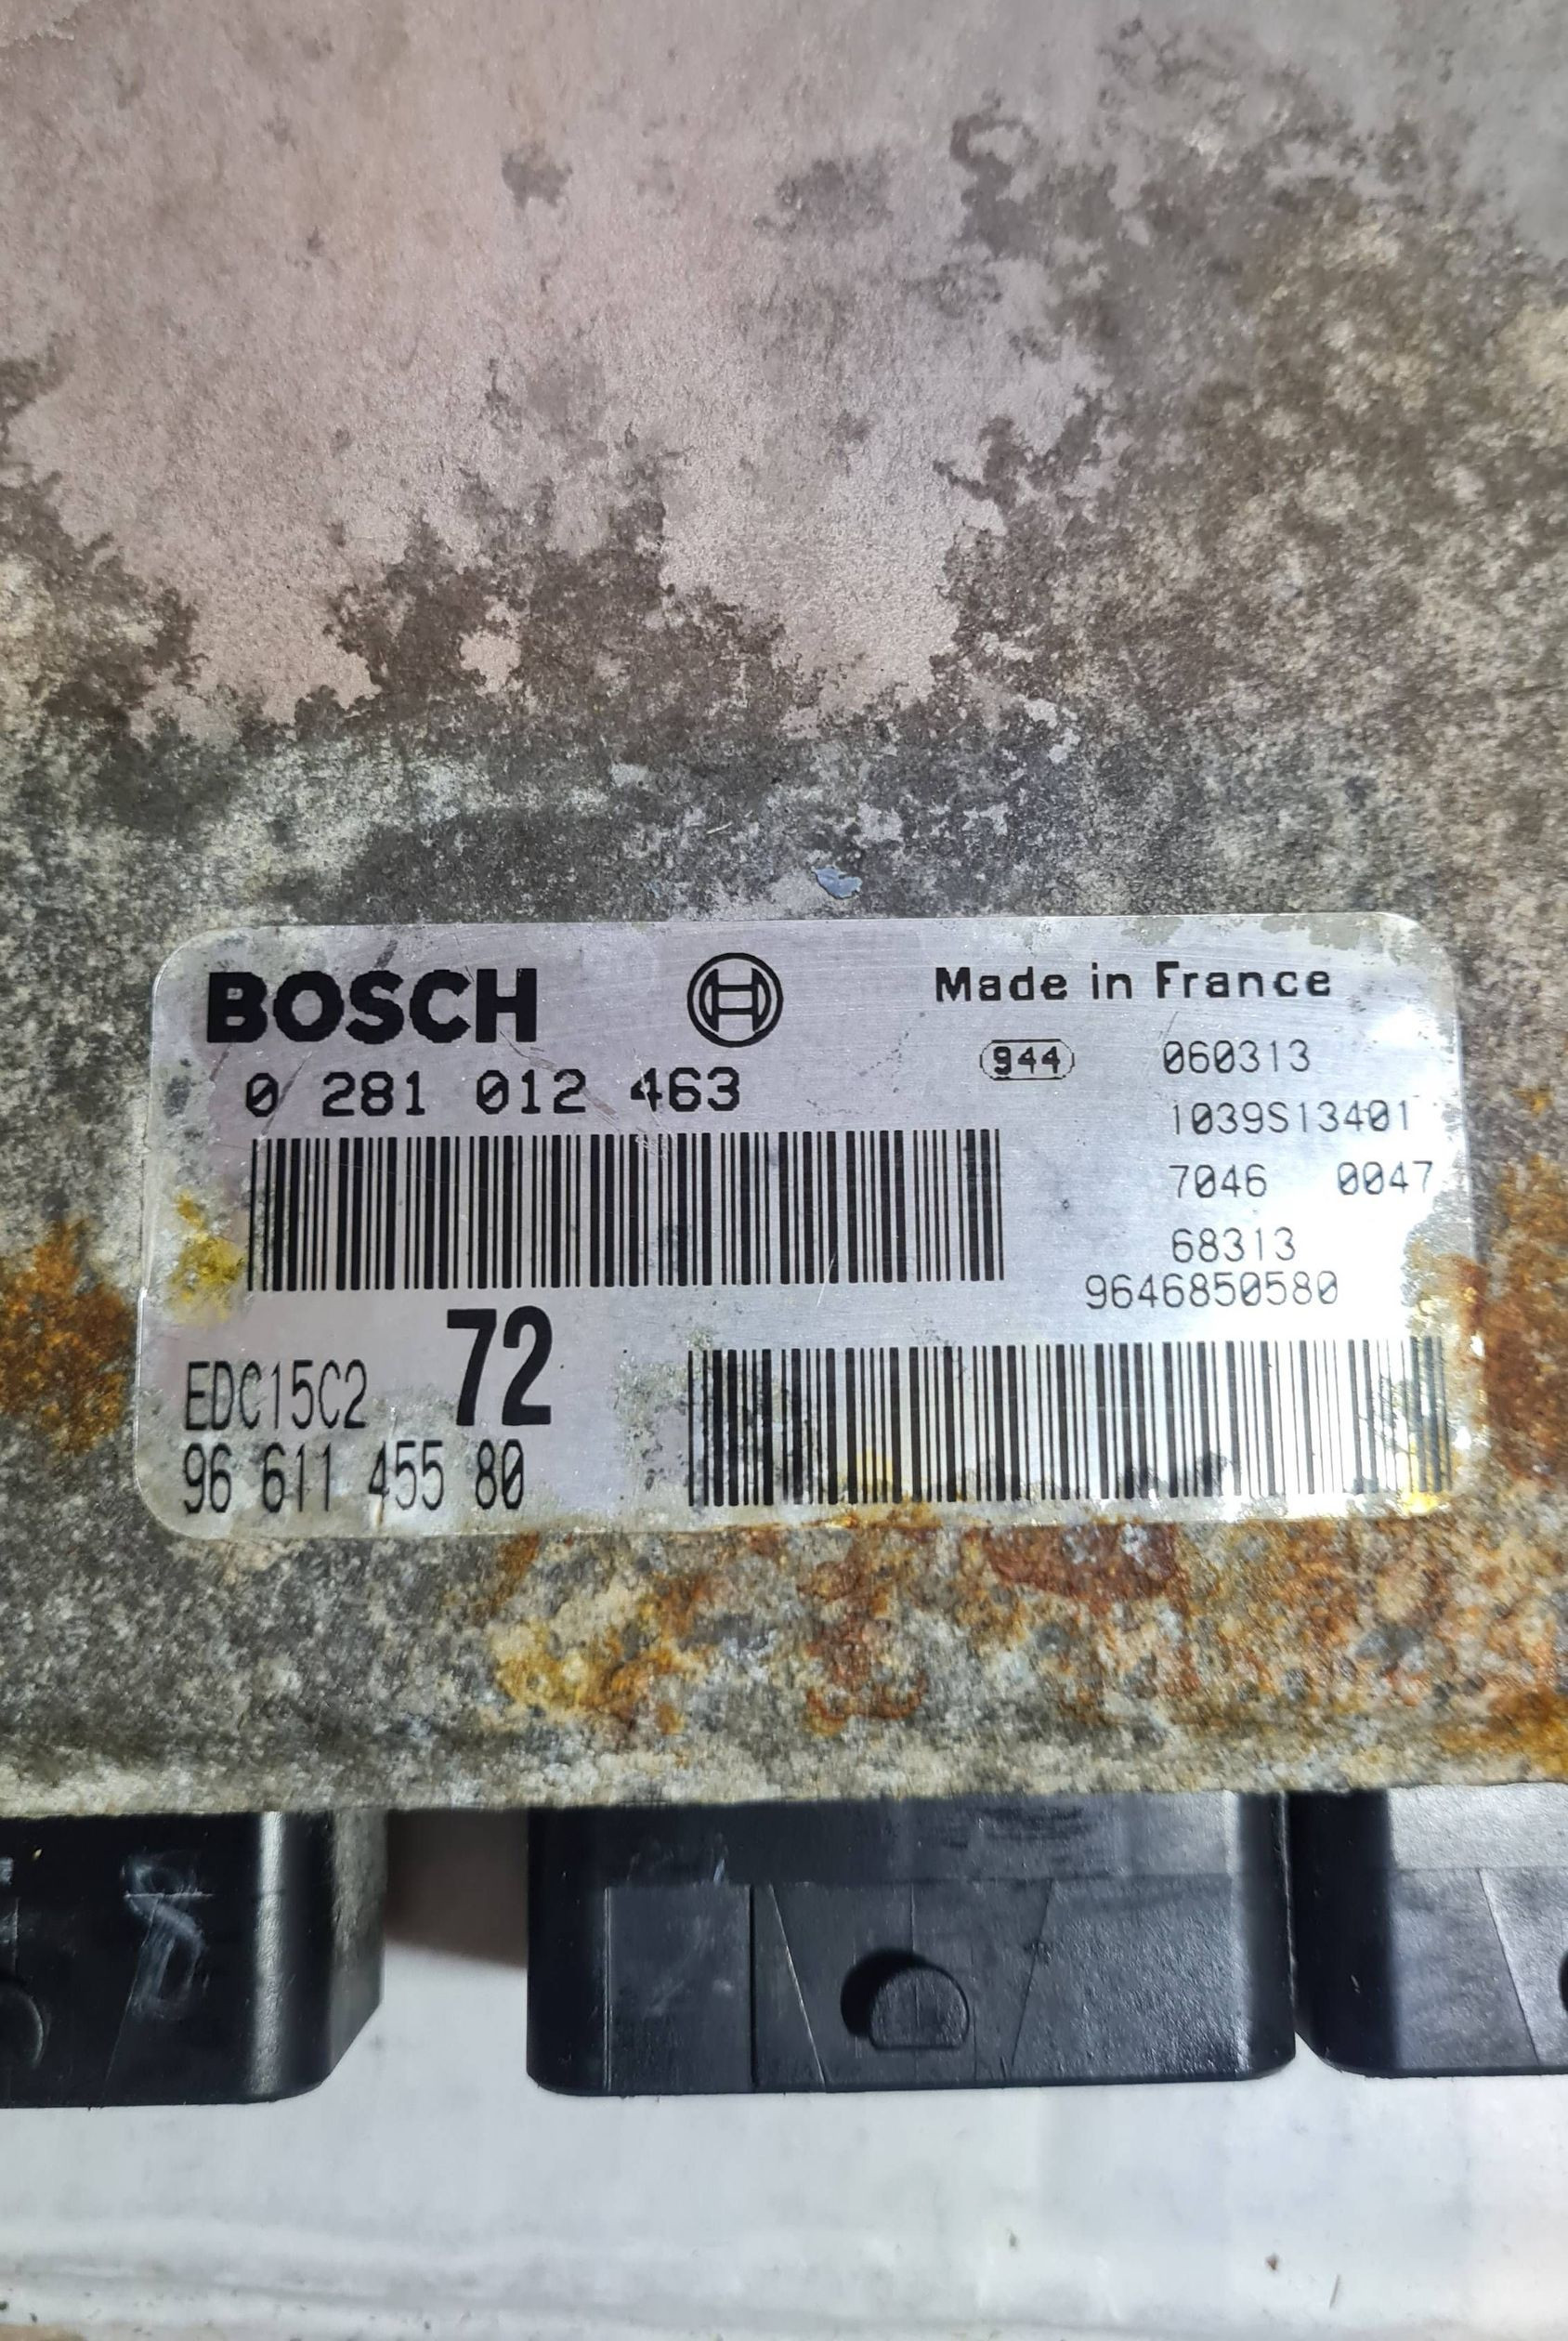 BOSCH
Made in France
0 281 012 463
944 060313
1039S13401
7046 0047
68313
9646850580
EDC15C2 72
96 611 455 80